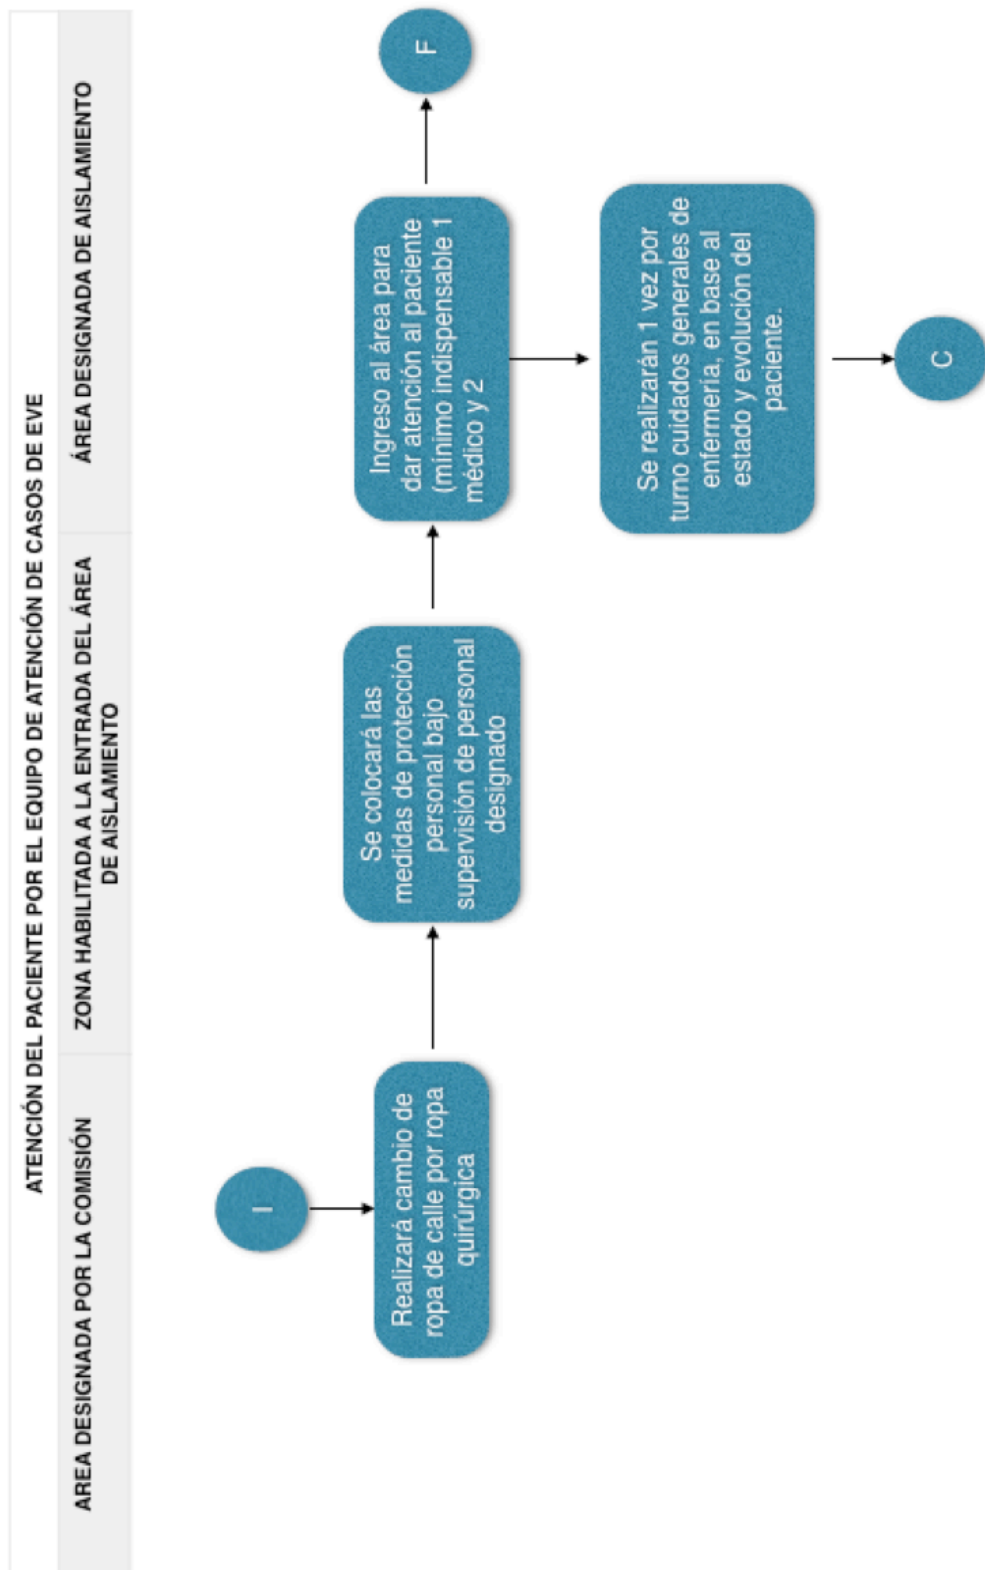 ATENCIÓN DEL PACIENTE POR EL EQUIPO DE ATENCIÓN DE CASOS DE EVE
AREA DESIGNADA POR LA COMISIÓN
ZONA HABILITADA A LA ENTRADA DEL ÁREA
DE AISLAMIENTO
ÁREA DESIGNADA DE AISLAMIENTO
I
Realizará cambio de
ropa de calle por ropa
quirúrgica
Se colocará las
medidas de protección
personal bajo
supervisión de personal
designado
Ingreso al área para
dar atención al paciente
(mínimo indispensable 1
médico y 2
F
Se realizarán 1 vez por
turno cuidados generales de
enfermería, en base al
estado y evolución del
paciente.
C